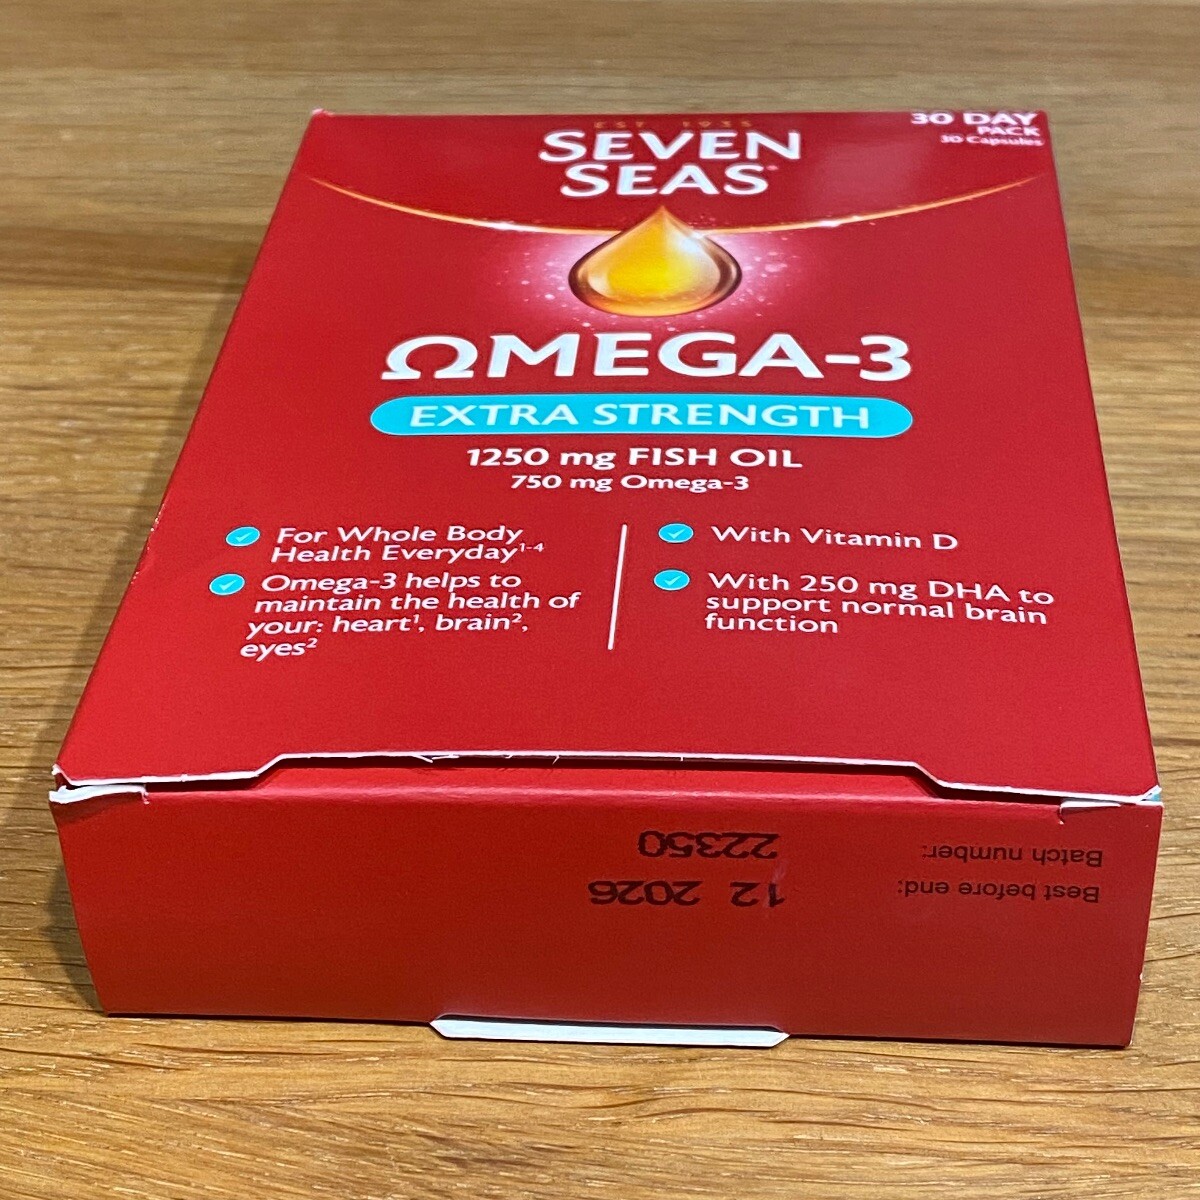 EST. 1935
SEVEN
SEAS®
30 DAY
PACK
30 Capsules
ΩMEGA-3
EXTRA STRENGTH
1250 mg FISH OIL
750 mg Omega-3
For Whole Body
Health Everyday¹⁻⁴
Omega-3 helps to
maintain the health of
your: heart¹, brain²,
eyes²
With Vitamin D
With 250 mg DHA to
support normal brain
function
Best before end: 12 2026
Batch number: 22350